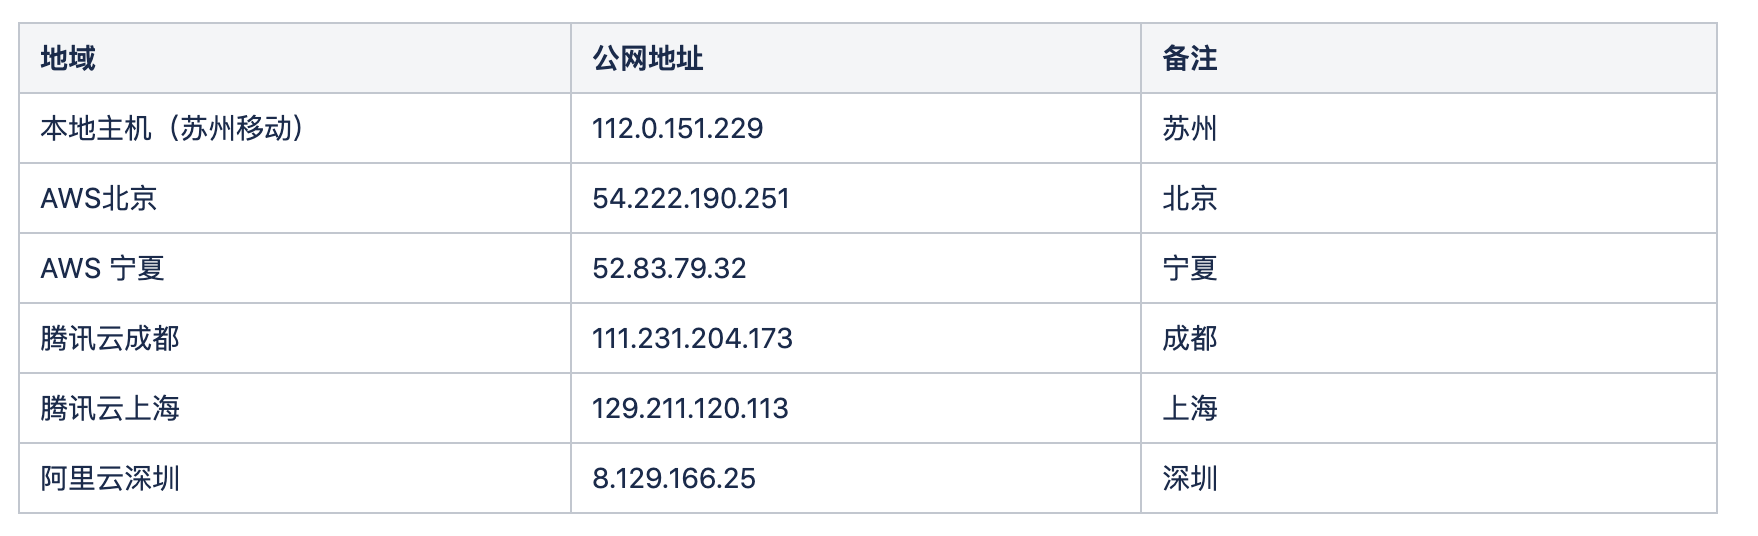 地域 公网地址 备注
本地主机（苏州移动） 112.0.151.229 苏州
AWS北京 54.222.190.251 北京
AWS 宁夏 52.83.79.32 宁夏
腾讯云成都 111.231.204.173 成都
腾讯云上海 129.211.120.113 上海
阿里云深圳 8.129.166.25 深圳